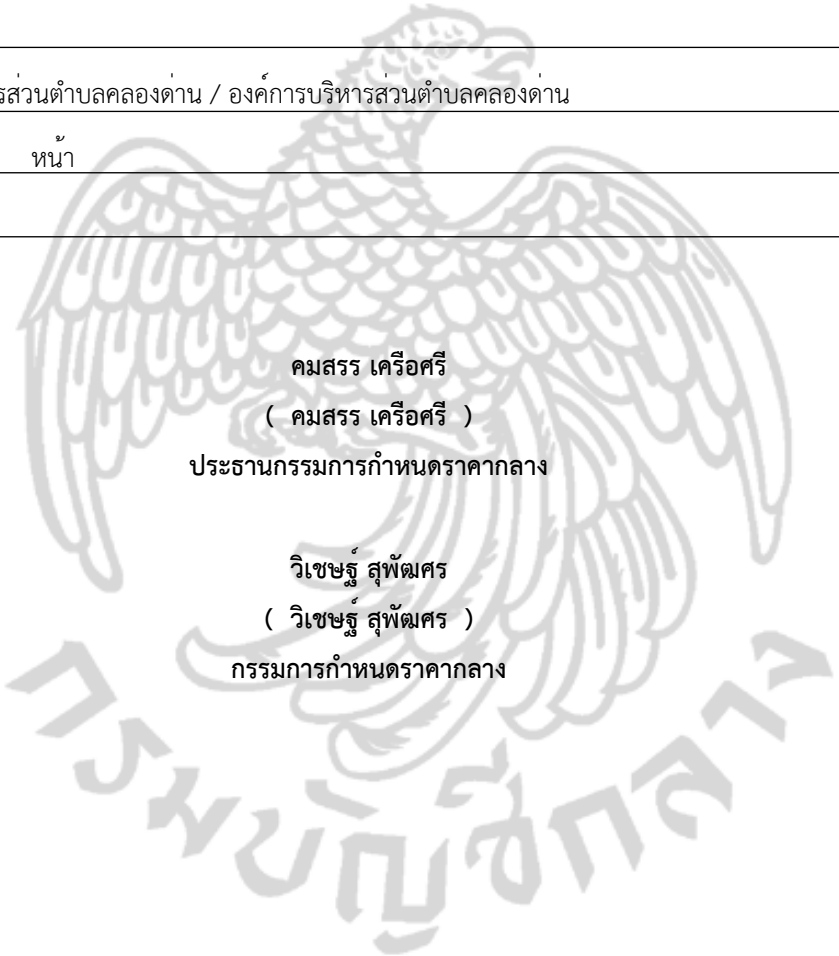 รส่วนตำบลคลองด่าน / องค์การบริหารส่วนตำบลคลองด่าน
หน้า
คมสรร เครือศรี
( คมสรร เครือศรี )
ประธานกรรมการกำหนดราคากลาง
วิเชษฐ์ สุพัฒศร
( วิเชษฐ์ สุพัฒศร )
กรรมการกำหนดราคากลาง
กรมบัญชีกลาง